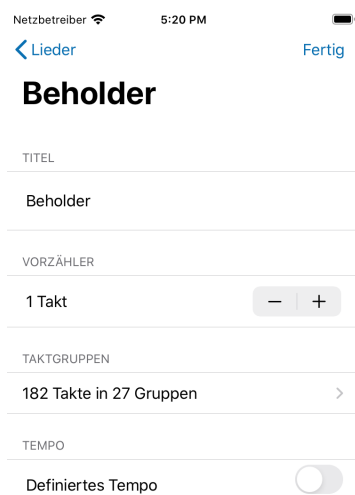 Netzbetreiber 5:20 PM
Lieder Fertig
Beholder
TITEL
Beholder
VORZÄHLER
1 Takt − +
TAKTGRUPPEN
182 Takte in 27 Gruppen
TEMPO
Definiertes Tempo